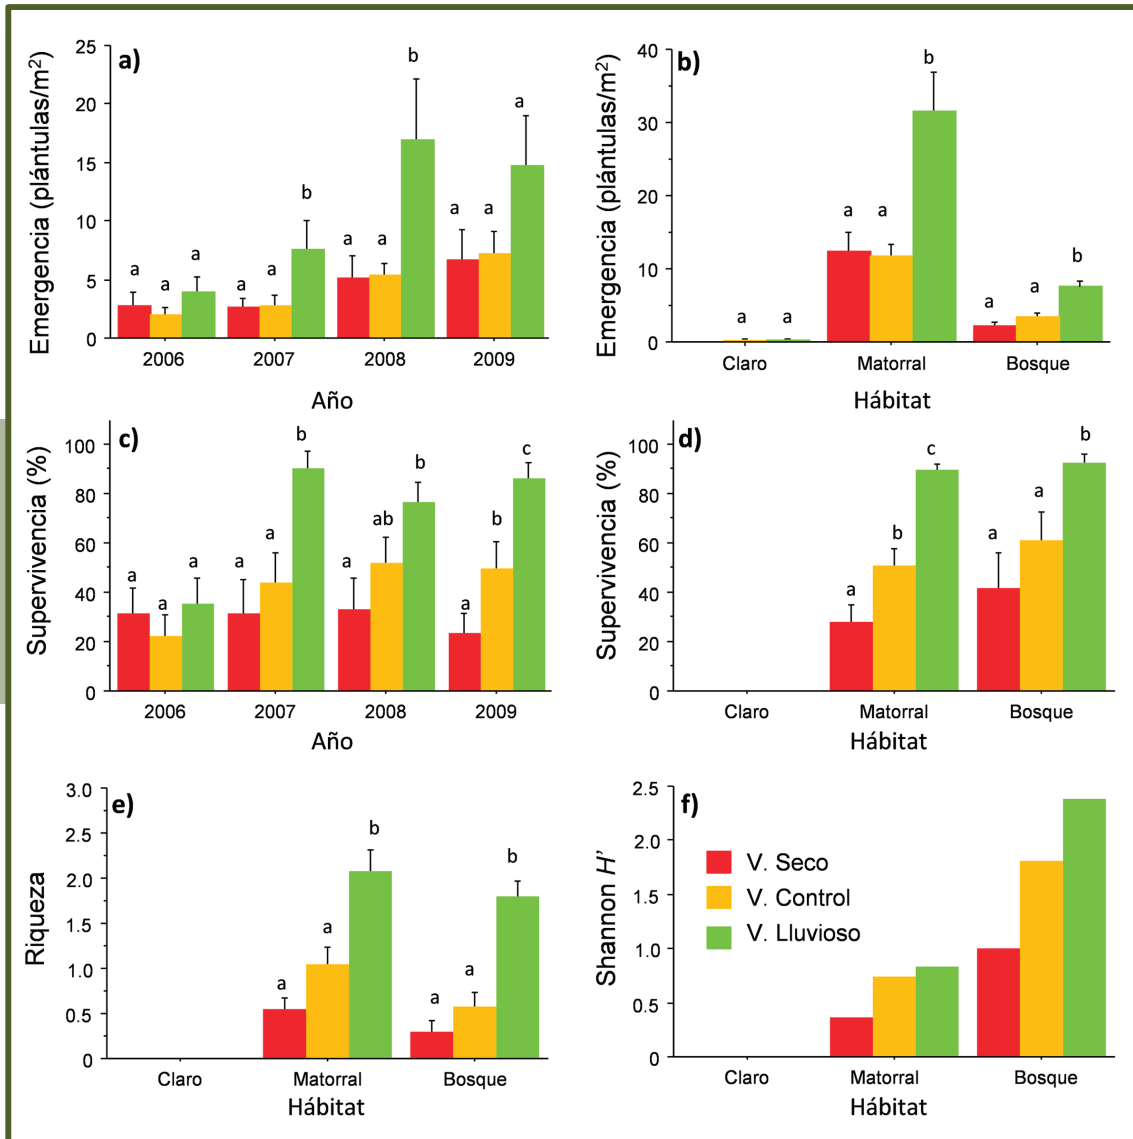 a)
Emergencia (plántulas/m²)
25
20
15
10
5
0
a a a
a a b
a a b
a a a
2006 2007 2008 2009
Año
b)
Emergencia (plántulas/m²)
40
30
20
10
0
a a
a a b
a a b
Claro Matorral Bosque
Hábitat
c)
Supervivencia (%)
100
80
60
40
20
0
a a a
a a b
a ab b
a b c
2006 2007 2008 2009
Año
d)
Supervivencia (%)
100
80
60
40
20
0
a b c
a a b
Claro Matorral Bosque
Hábitat
e)
Riqueza
3.0
2.5
2.0
1.5
1.0
0.5
0
a a b
a a b
Claro Matorral Bosque
Hábitat
f)
Shannon H'
2.5
2.0
1.5
1.0
0.5
0
V. Seco
V. Control
V. Lluvioso
Claro Matorral Bosque
Hábitat